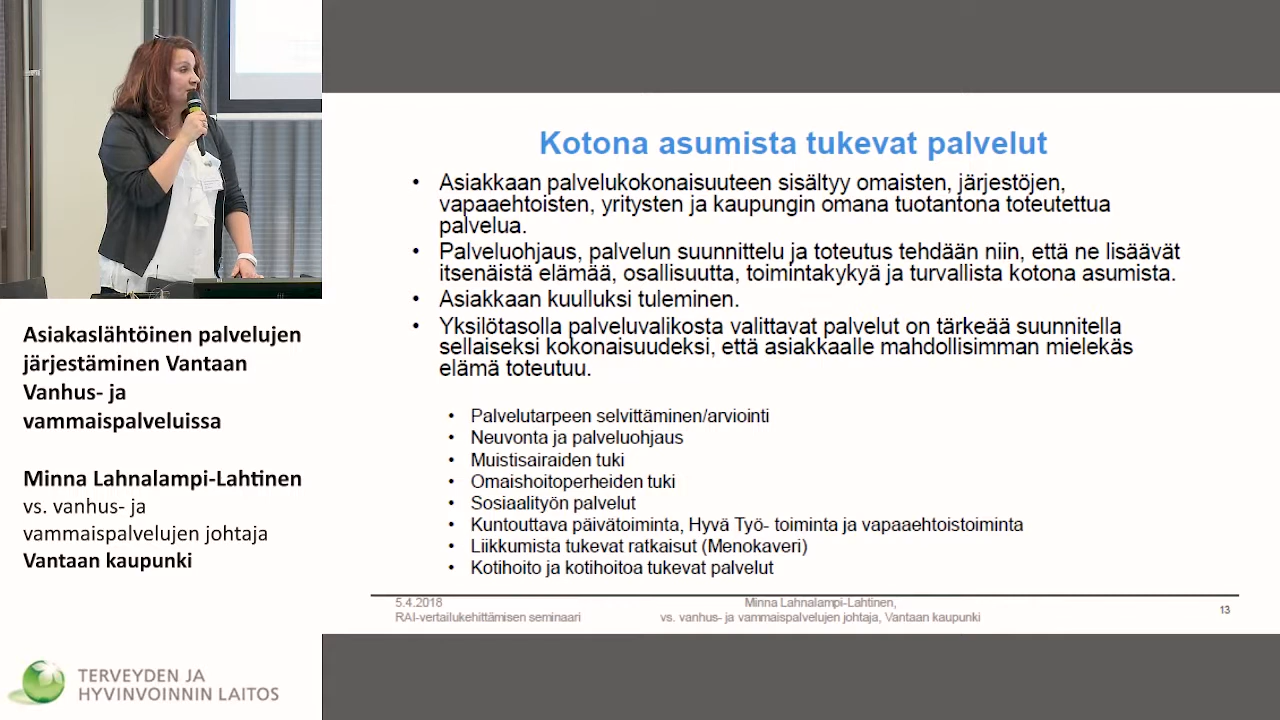 Asiakaslähtöinen palvelujen
järjestäminen Vantaan
Vanhus- ja
vammaispalveluissa
Minna Lahnalampi-Lahtinen
vs. vanhus- ja
vammaispalvelujen johtaja
Vantaan kaupunki
TERVEYDEN JA
HYVINVOINNIN LAITOS
Kotona asumista tukevat palvelut
• Asiakkaan palvelukokonaisuuteen sisältyy omaisten, järjestöjen,
vapaaehtoisten, yritysten ja kaupungin omana tuotantona toteutettua
palvelua.
• Palveluohjaus, palvelun suunnittelu ja toteutus tehdään niin, että ne lisäävät
itsenäistä elämää, osallisuutta, toimintakykyä ja turvallista kotona asumista.
• Asiakkaan kuulluksi tuleminen.
• Yksilötasolla palveluvalikosta valittavat palvelut on tärkeää suunnitella
sellaiseksi kokonaisuudeksi, että asiakkaalle mahdollisimman mielekäs
elämä toteutuu.
• Palvelutarpeen selvittäminen/arviointi
• Neuvonta ja palveluohjaus
• Muistisairaiden tuki
• Omaishoitoperheiden tuki
• Sosiaalityön palvelut
• Kuntouttava päivätoiminta, Hyvä Työ- toiminta ja vapaaehtoistoiminta
• Liikkumista tukevat ratkaisut (Menokaveri)
• Kotihoito ja kotihoitoa tukevat palvelut
5.4.2018
RAI-vertailukehittämisen seminaari
Minna Lahnalampi-Lahtinen,
vs. vanhus- ja vammaispalvelujen johtaja, Vantaan kaupunki
13